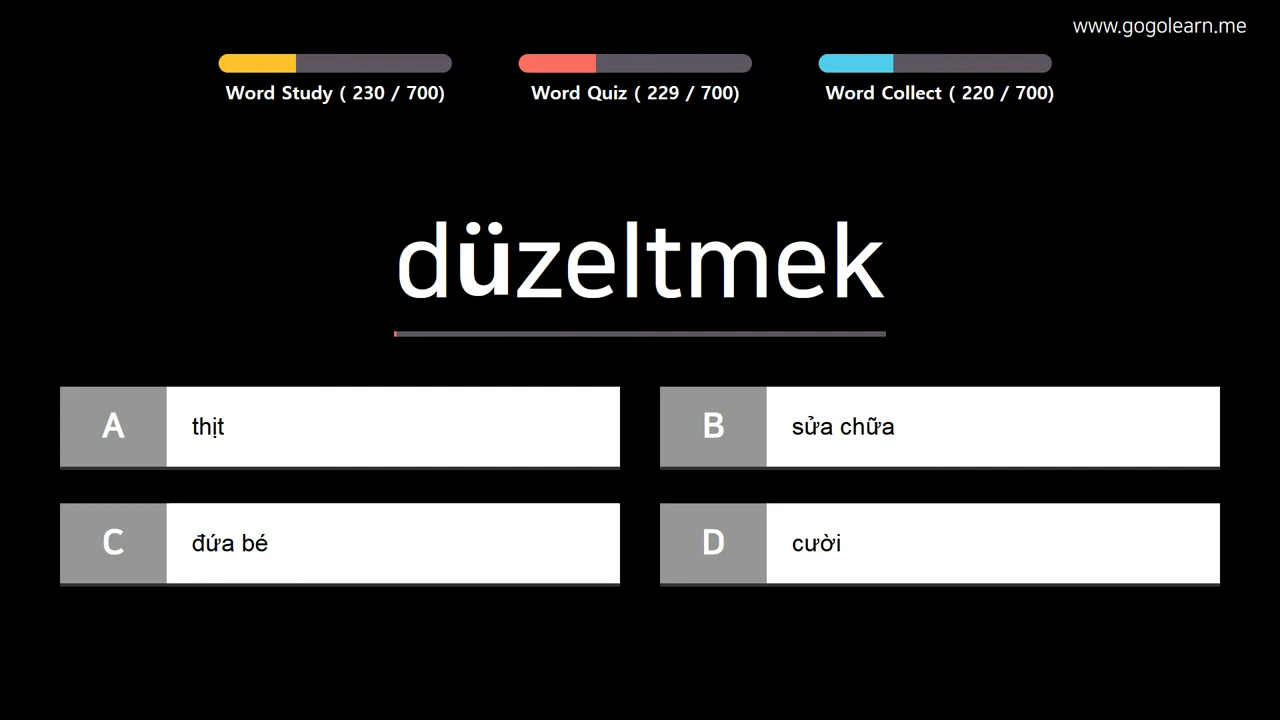 www.gogolearn.me
Word Study ( 230 / 700)
Word Quiz ( 229 / 700)
Word Collect ( 220 / 700)
düzeltmek
A thịt
B sửa chữa
C đứa bé
D cười